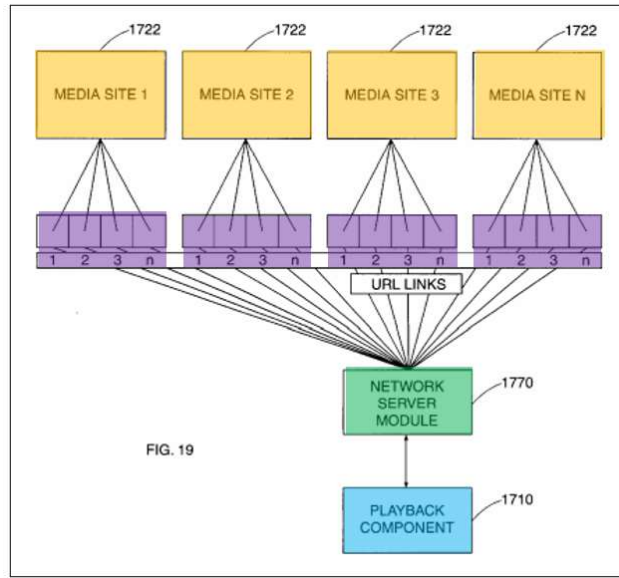 1722 1722 1722 1722
MEDIA SITE 1 MEDIA SITE 2 MEDIA SITE 3 MEDIA SITE N
1 2 3 n 1 2 3 n 1 2 3 n 1 2 3 n
URL LINKS
1770
NETWORK
SERVER
MODULE
FIG. 19
1710
PLAYBACK
COMPONENT